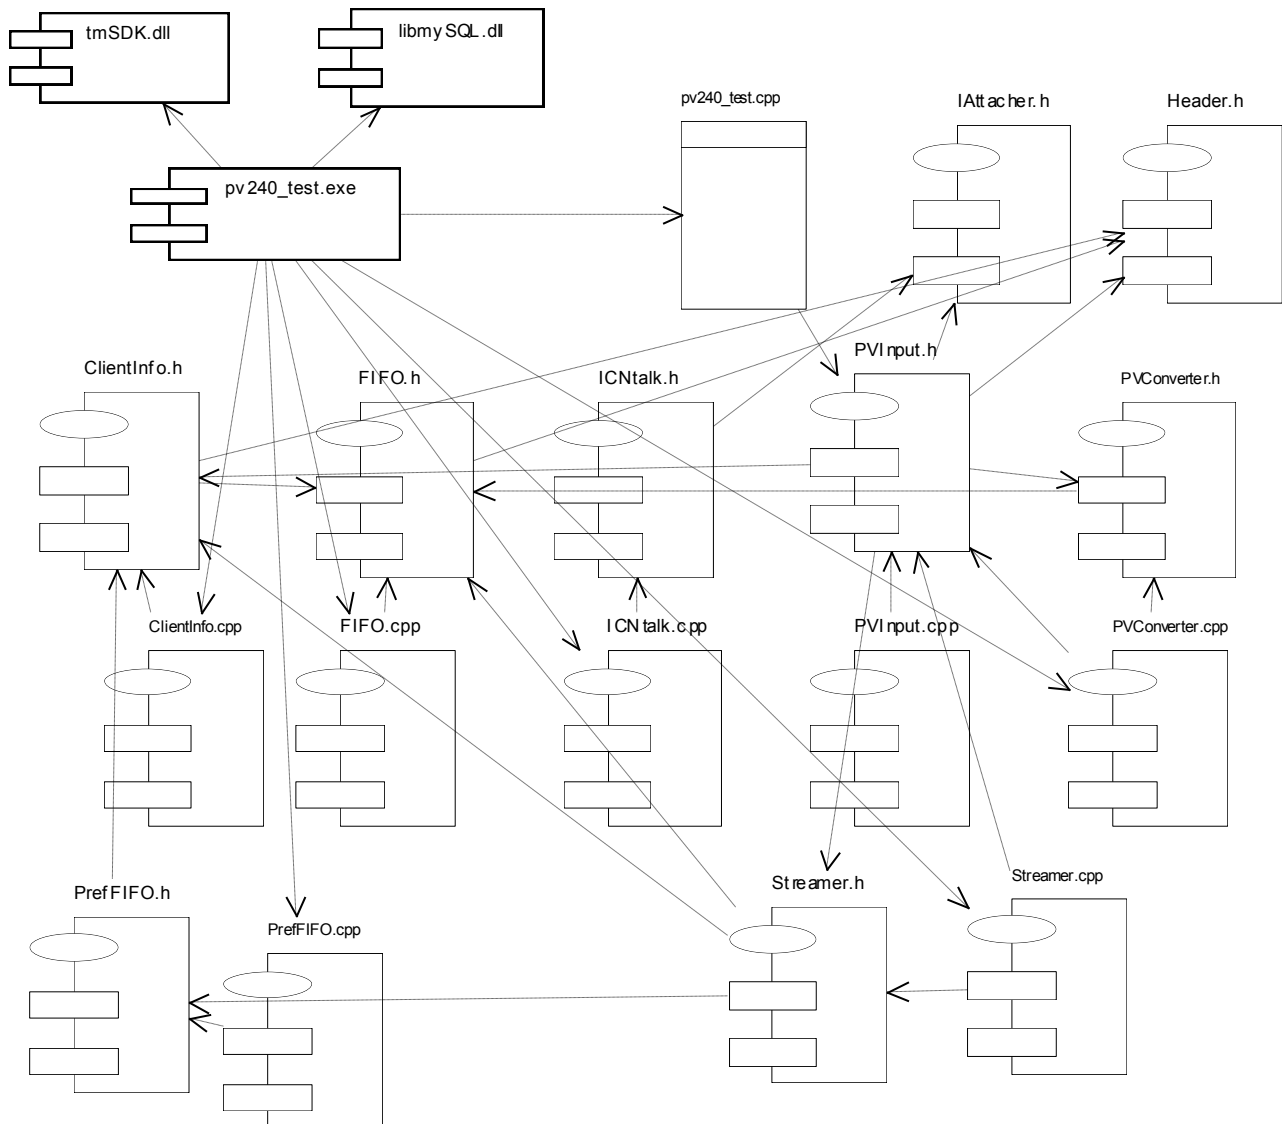 tmSDK.dll
libmySQL.dll
pv240_test.cpp
IAttacher.h
Header.h
pv240_test.exe
PVInput.h
ClientInfo.h
FIFO.h
ICNtalk.h
PVConverter.h
ClientInfo.cpp
FIFO.cpp
ICNtalk.cpp
PVInput.cpp
PVConverter.cpp
Streamer.h
Streamer.cpp
PrefFIFO.h
PrefFIFO.cpp